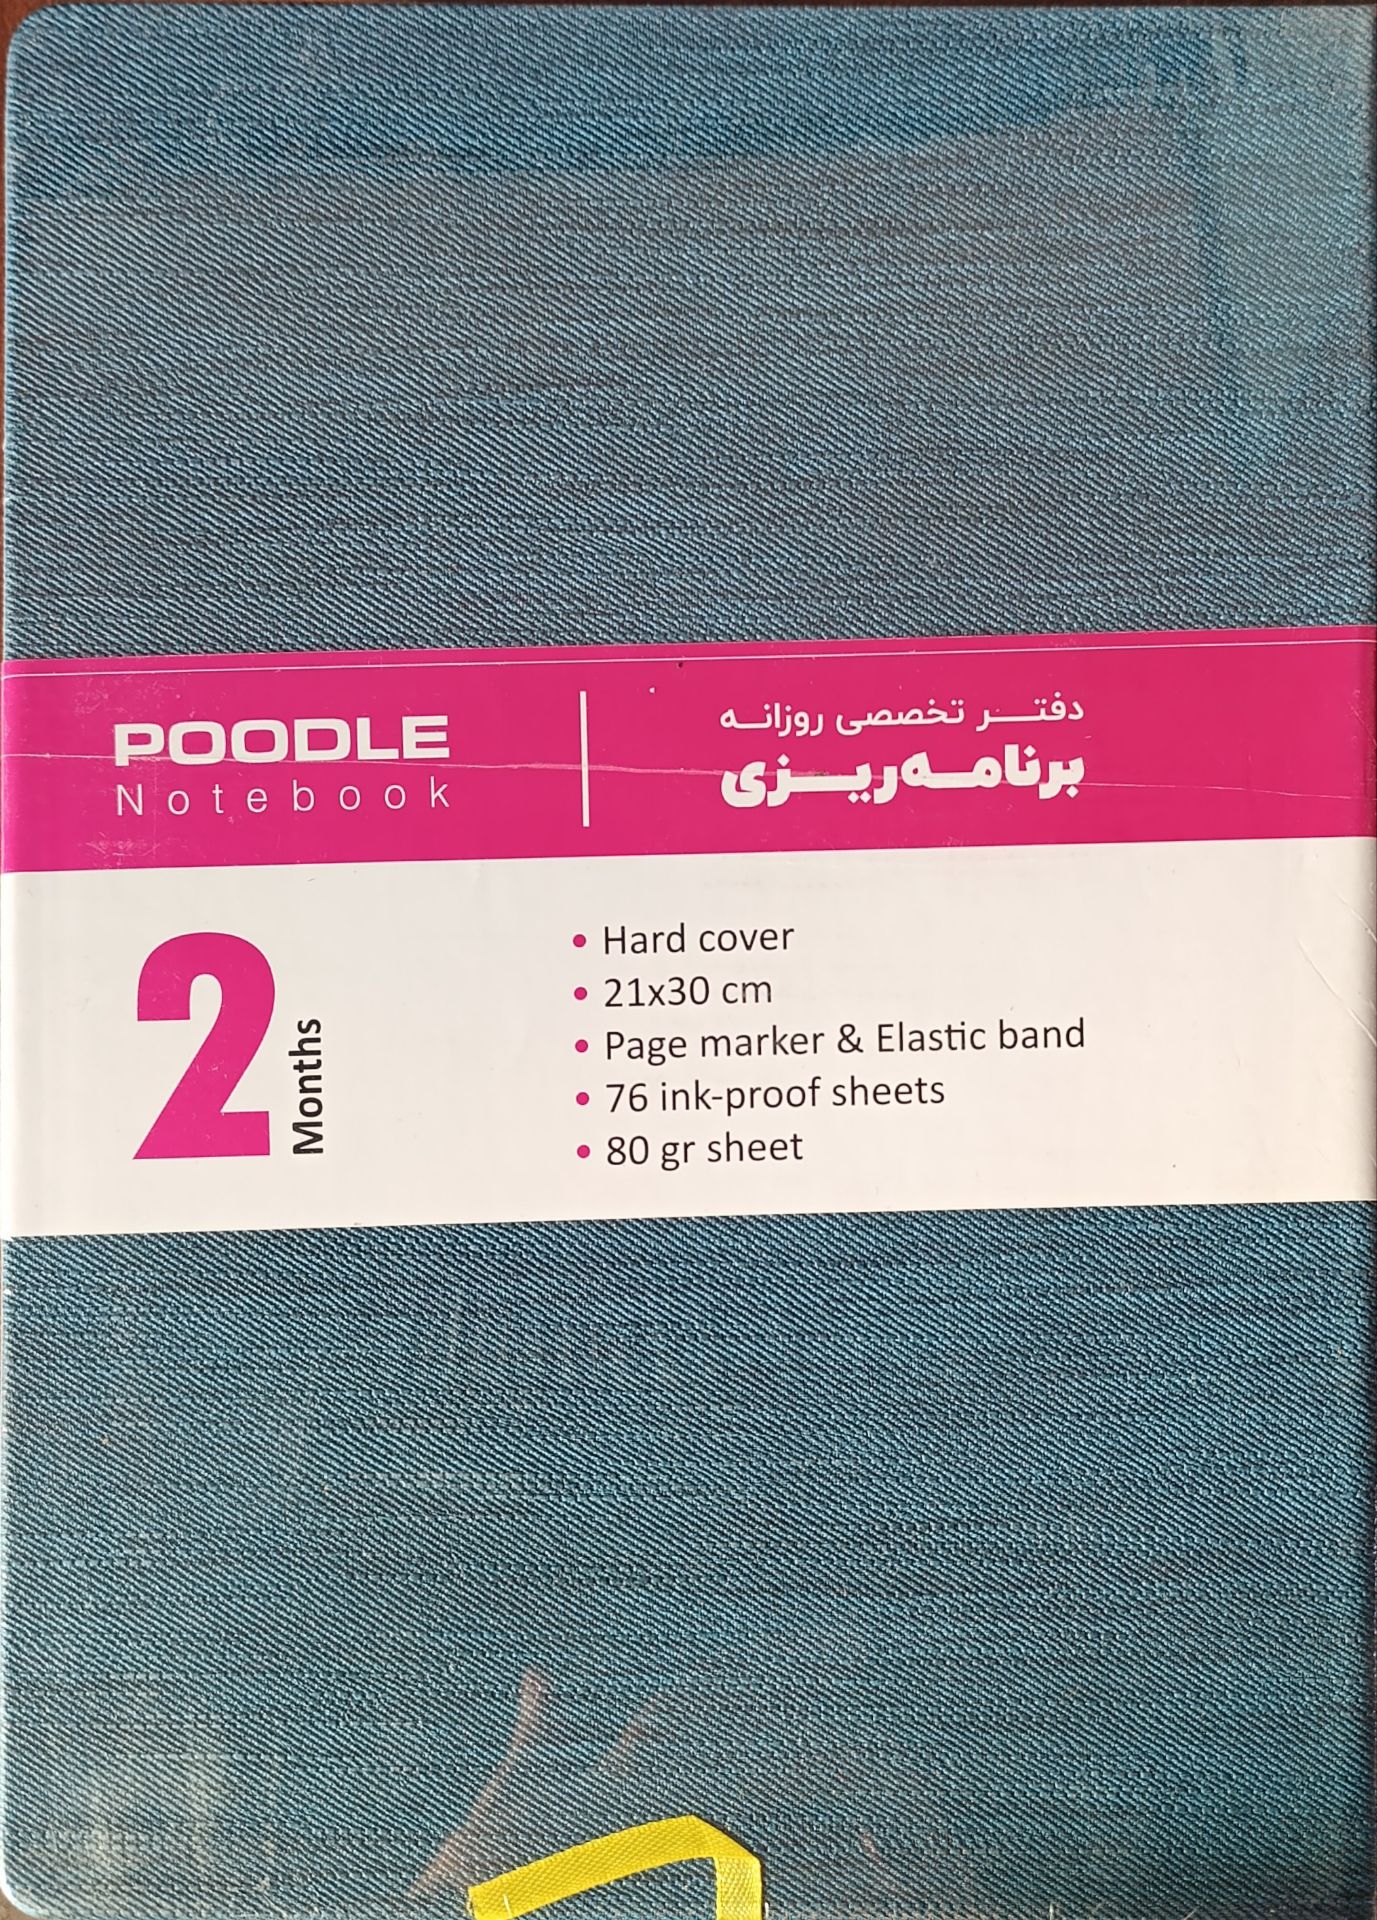 POODLE
Notebook
دفتر تخصصی روزانه
برنامه‌ریزی
2
Months
• Hard cover
• 21x30 cm
• Page marker & Elastic band
• 76 ink-proof sheets
• 80 gr sheet